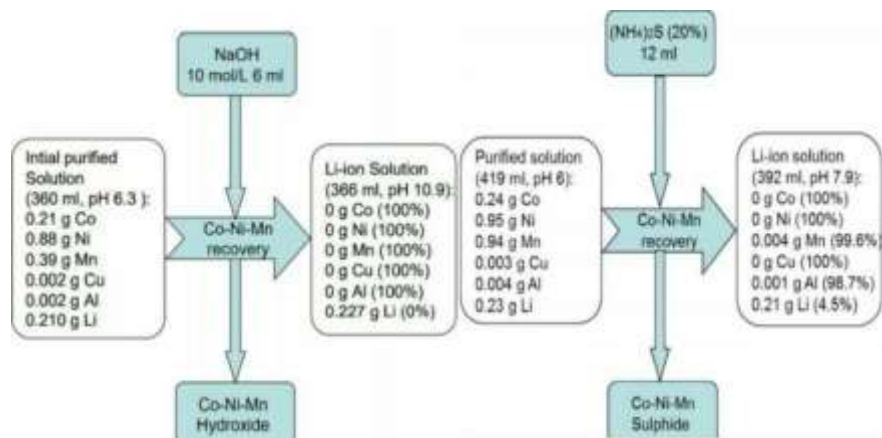 NaOH
10 mol/L 6 ml
Intial purified
Solution
(360 ml, pH 6.3 ):
0.21 g Co
0.88 g Ni
0.39 g Mn
0.002 g Cu
0.002 g Al
0.210 g Li
Co-Ni-Mn
recovery
Li-ion Solution
(366 ml, pH 10.9):
0 g Co (100%)
0 g Ni (100%)
0 g Mn (100%)
0 g Cu (100%)
0 g Al (100%)
0.227 g Li (0%)
Co-Ni-Mn
Hydroxide
(NH₄)₂S (20%)
12 ml
Purified solution
(419 ml, pH 6):
0.24 g Co
0.95 g Ni
0.94 g Mn
0.003 g Cu
0.004 g Al
0.23 g Li
Co-Ni-Mn
recovery
Li-ion solution
(392 ml, pH 7.9):
0 g Co (100%)
0 g Ni (100%)
0.004 g Mn (99.6%)
0 g Cu (100%)
0.001 g Al (98.7%)
0.21 g Li (4.5%)
Co-Ni-Mn
Sulphide